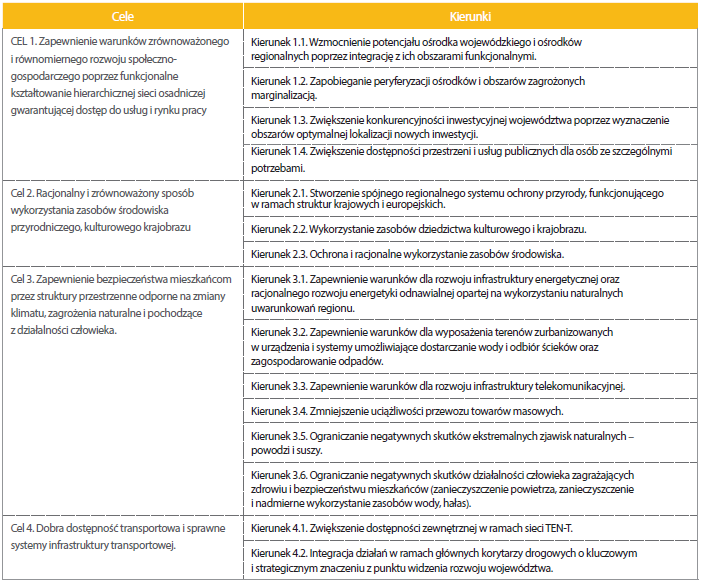 Cele
Kierunki
CEL 1. Zapewnienie warunków zrównoważonego
i równomiernego rozwoju społeczno-
gospodarczego poprzez funkcjonalne
kształtowanie hierarchicznej sieci osadniczej
gwarantującej dostęp do usług i rynku pracy
Kierunek 1.1. Wzmocnienie potencjału ośrodka wojewódzkiego i ośrodków
regionalnych poprzez integrację z ich obszarami funkcjonalnymi.
Kierunek 1.2. Zapobieganie peryferyzacji ośrodków i obszarów zagrożonych
marginalizacją.
Kierunek 1.3. Zwiększenie konkurencyjności inwestycyjnej województwa poprzez wyznaczenie
obszarów optymalnej lokalizacji nowych inwestycji.
Kierunek 1.4. Zwiększenie dostępności przestrzeni i usług publicznych dla osób ze szczególnymi
potrzebami.
Cel 2. Racjonalny i zrównoważony sposób
wykorzystania zasobów środowiska
przyrodniczego, kulturowego krajobrazu
Kierunek 2.1. Stworzenie spójnego regionalnego systemu ochrony przyrody, funkcjonującego
w ramach struktur krajowych i europejskich.
Kierunek 2.2. Wykorzystanie zasobów dziedzictwa kulturowego i krajobrazu.
Kierunek 2.3. Ochrona i racjonalne wykorzystanie zasobów środowiska.
Cel 3. Zapewnienie bezpieczeństwa mieszkańcom
przez struktury przestrzenne odporne na zmiany
klimatu, zagrożenia naturalne i pochodzące
z działalności człowieka.
Kierunek 3.1. Zapewnienie warunków dla rozwoju infrastruktury energetycznej oraz
racjonalnego rozwoju energetyki odnawialnej opartej na wykorzystaniu naturalnych
uwarunkowań regionu.
Kierunek 3.2. Zapewnienie warunków dla wyposażenia terenów zurbanizowanych
w urządzenia i systemy umożliwiające dostarczanie wody i odbiór ścieków oraz
zagospodarowanie odpadów.
Kierunek 3.3. Zapewnienie warunków dla rozwoju infrastruktury telekomunikacyjnej.
Kierunek 3.4. Zmniejszenie uciążliwości przewozu towarów masowych.
Kierunek 3.5. Ograniczanie negatywnych skutków ekstremalnych zjawisk naturalnych –
powodzi i suszy.
Kierunek 3.6. Ograniczanie negatywnych skutków działalności człowieka zagrażających
zdrowiu i bezpieczeństwu mieszkańców (zanieczyszczenie powietrza, zanieczyszczenie
i nadmierne wykorzystanie zasobów wody, hałas).
Cel 4. Dobra dostępność transportowa i sprawne
systemy infrastruktury transportowej.
Kierunek 4.1. Zwiększenie dostępności zewnętrznej w ramach sieci TEN-T.
Kierunek 4.2. Integracja działań w ramach głównych korytarzy drogowych o kluczowym
i strategicznym znaczeniu z punktu widzenia rozwoju województwa.